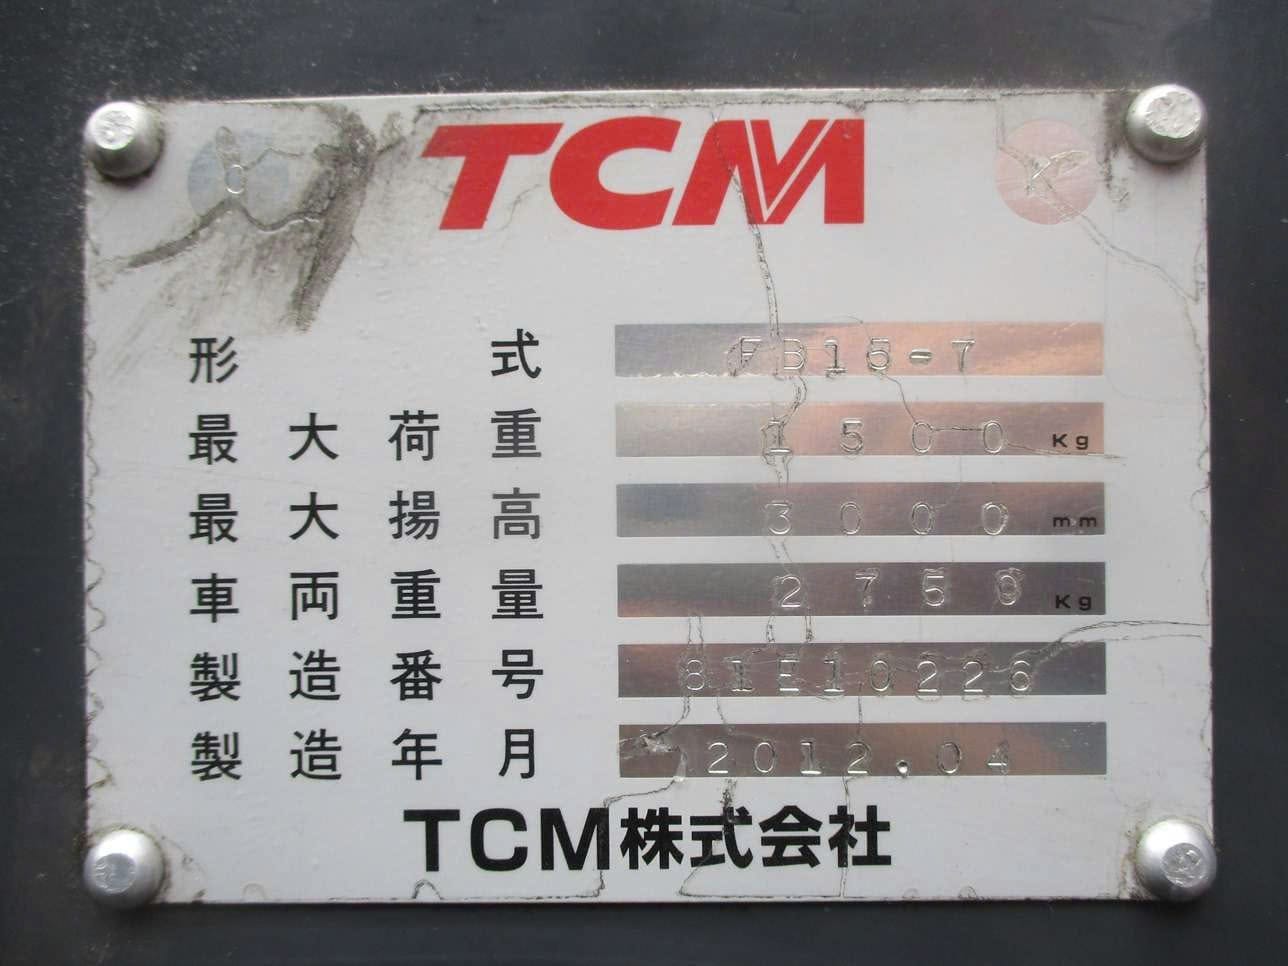 TCM
形式 FB15-7
最大荷重 1500 Kg
最大揚高 3000 mm
車両重量 2759 Kg
製造番号 81E10226
製造年月 2012.04
TCM株式会社